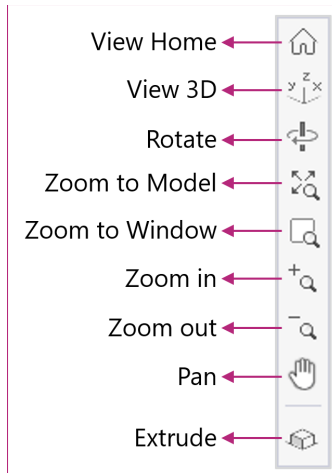 View Home
View 3D
z
y x
Rotate
Zoom to Model
Zoom to Window
Zoom in
Zoom out
Pan
Extrude